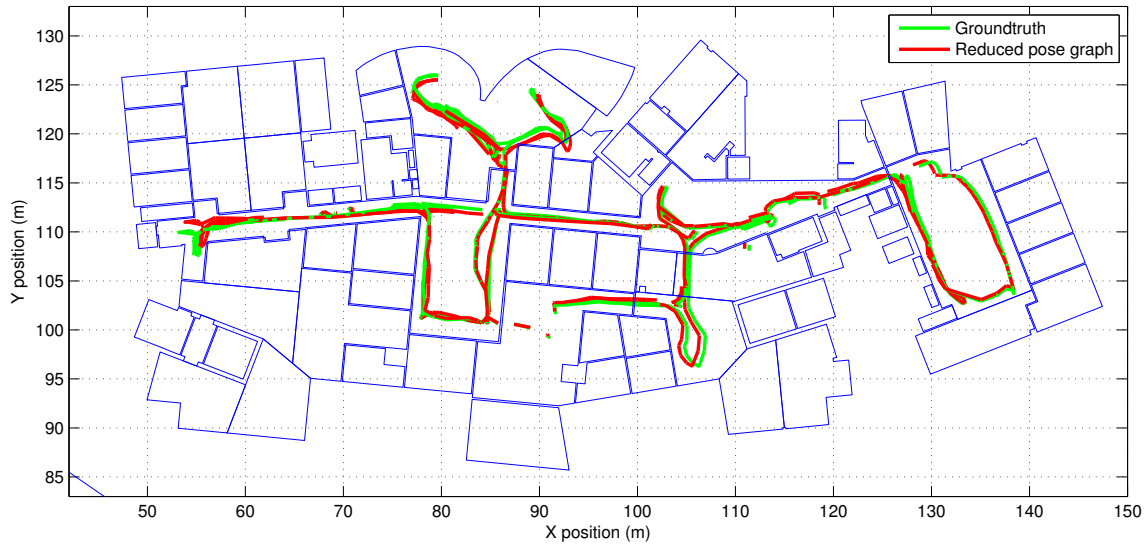 Groundtruth
Reduced pose graph
130
125
120
115
110
105
100
95
90
85
Y position (m)
50 60 70 80 90 100 110 120 130 140 150
X position (m)